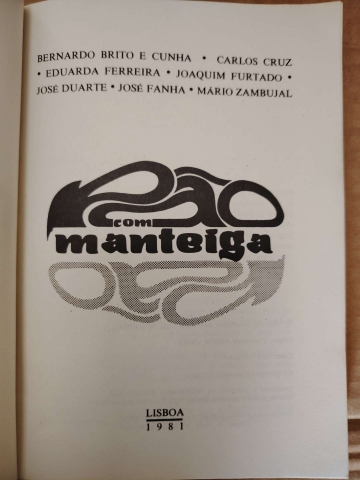 BERNARDO BRITO E CUNHA • CARLOS CRUZ
• EDUARDA FERREIRA • JOAQUIM FURTADO •
JOSÉ DUARTE • JOSÉ FANHA • MÁRIO ZAMBUJAL
Pão
com
manteiga
LISBOA
1981